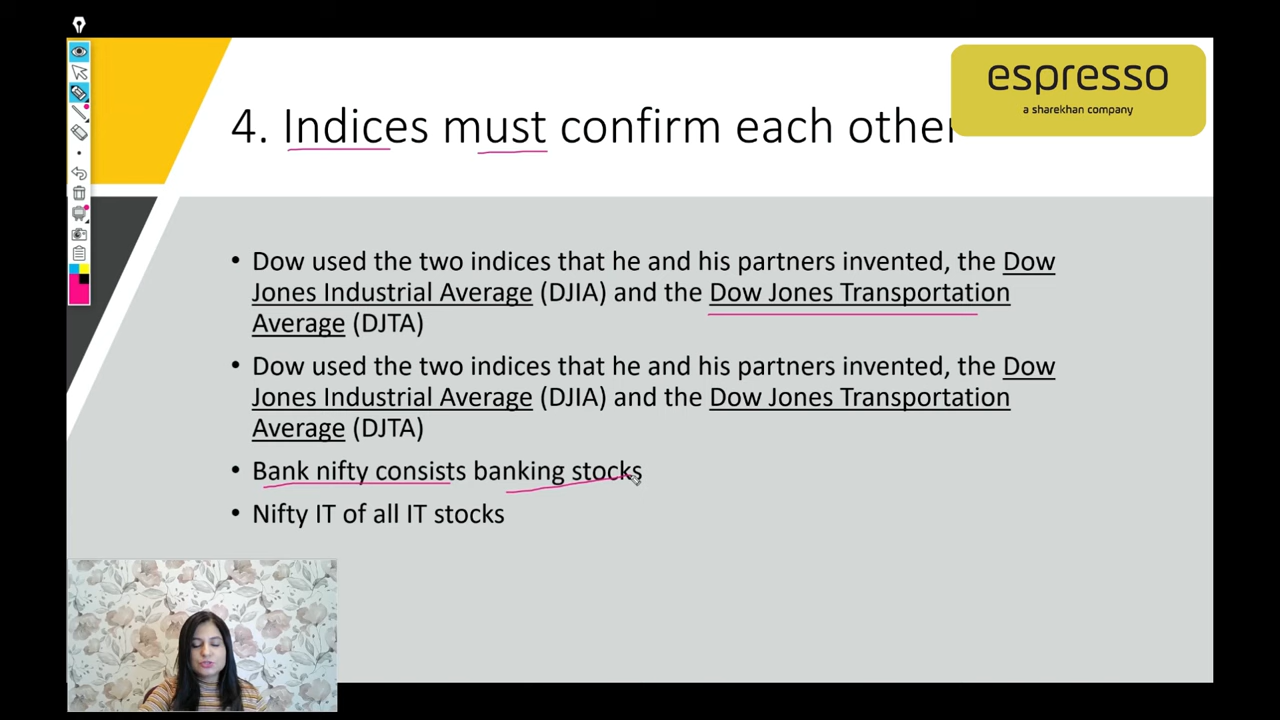 espresso
a sharekhan company
4. Indices must confirm each other
• Dow used the two indices that he and his partners invented, the Dow
Jones Industrial Average (DJIA) and the Dow Jones Transportation
Average (DJTA)
• Dow used the two indices that he and his partners invented, the Dow
Jones Industrial Average (DJIA) and the Dow Jones Transportation
Average (DJTA)
• Bank nifty consists banking stocks
• Nifty IT of all IT stocks